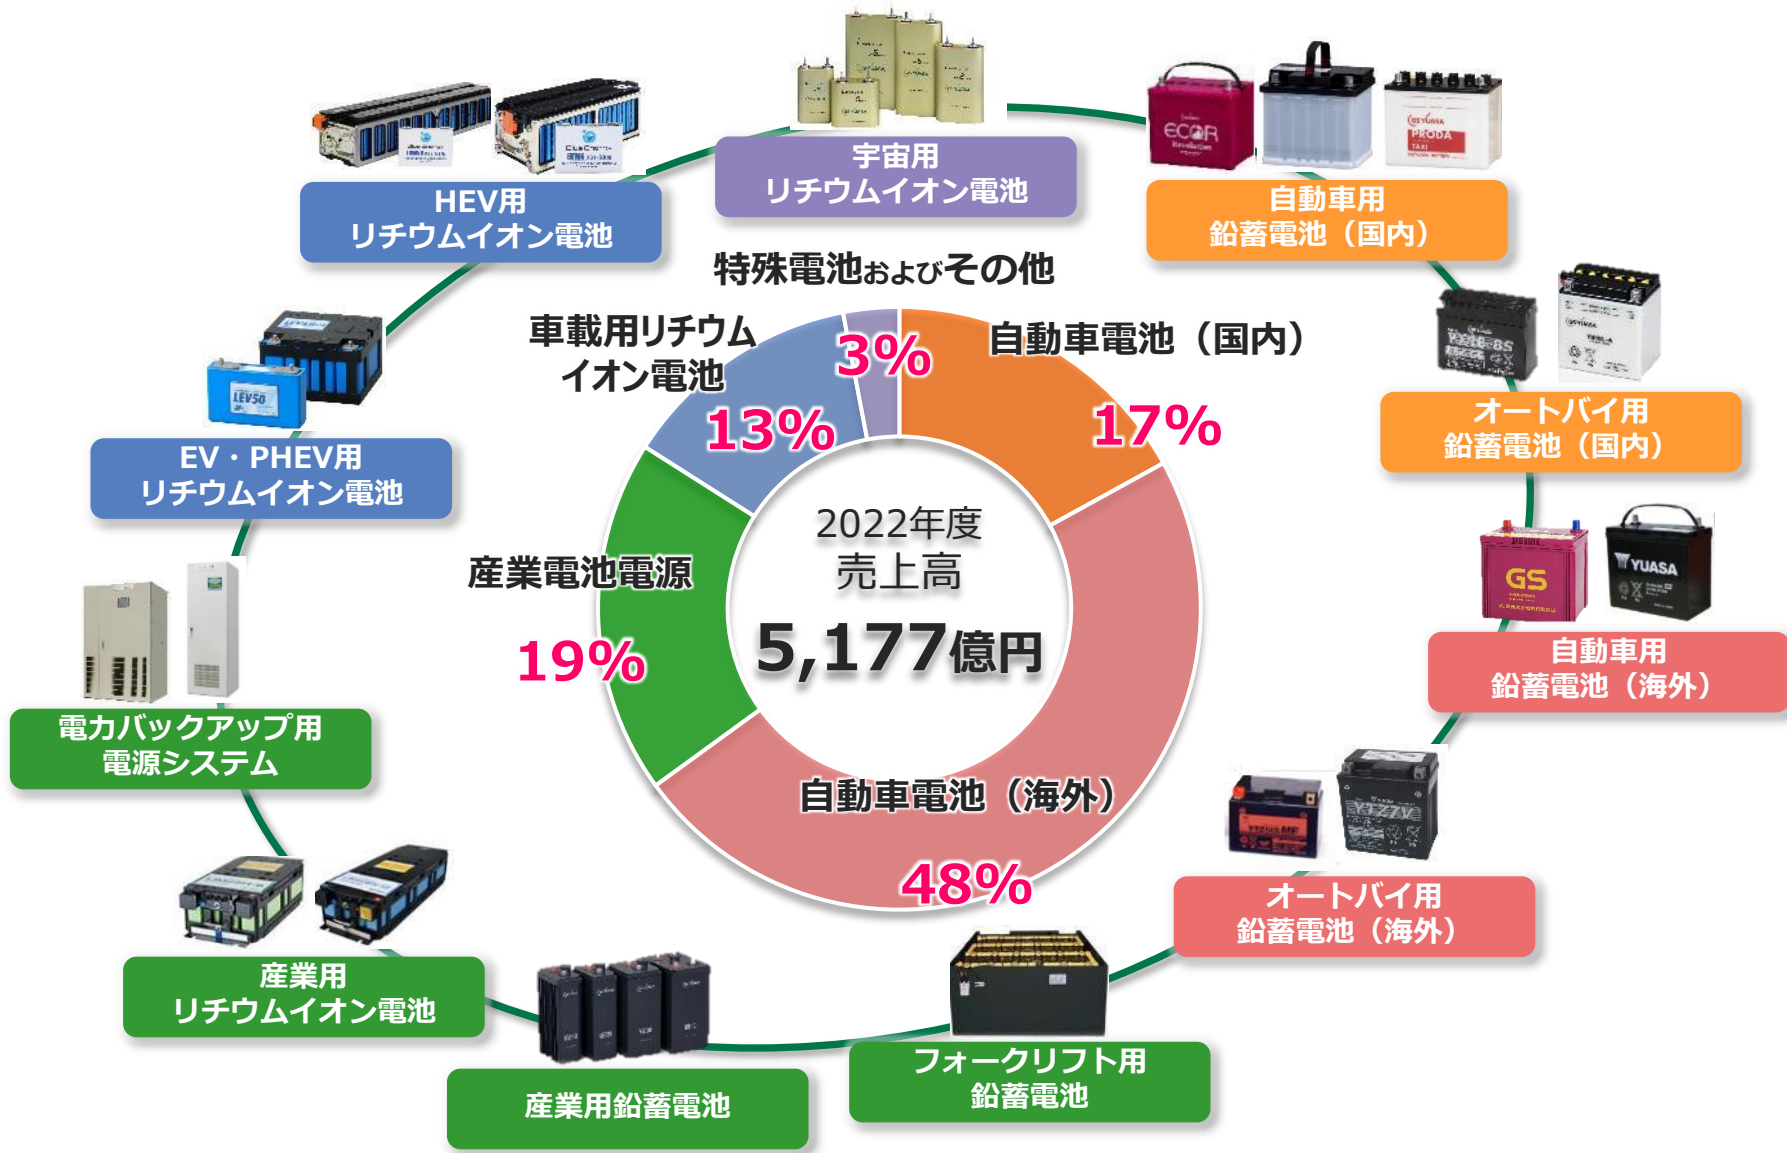 宇宙用
リチウムイオン電池
HEV用
リチウムイオン電池
自動車用
鉛蓄電池（国内）
ECO.R
Revolution
GS YUASA
PRODA
TAXI
特殊電池およびその他
3%
車載用リチウム
イオン電池
13%
自動車電池（国内）
17%
オートバイ用
鉛蓄電池（国内）
LEV50
EV・PHEV用
リチウムイオン電池
2022年度
売上高
5,177億円
産業電池電源
19%
GS
YUASA
自動車用
鉛蓄電池（海外）
電力バックアップ用
電源システム
自動車電池（海外）
48%
YTZ7V
オートバイ用
鉛蓄電池（海外）
産業用
リチウムイオン電池
フォークリフト用
鉛蓄電池
産業用鉛蓄電池